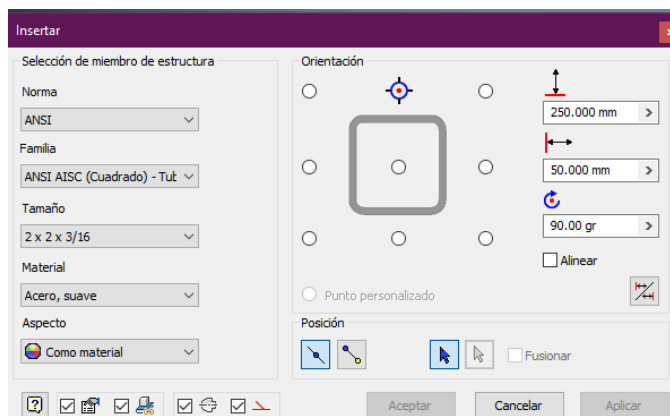 Insertar
Selección de miembro de estructura
Norma
ANSI
Familia
ANSI AISC (Cuadrado) - Tub
Tamaño
2 x 2 x 3/16
Material
Acero, suave
Aspecto
Como material
Orientación
250.000 mm
50.000 mm
90.00 gr
Alinear
Punto personalizado
Posición
Fusionar
Aceptar
Cancelar
Aplicar